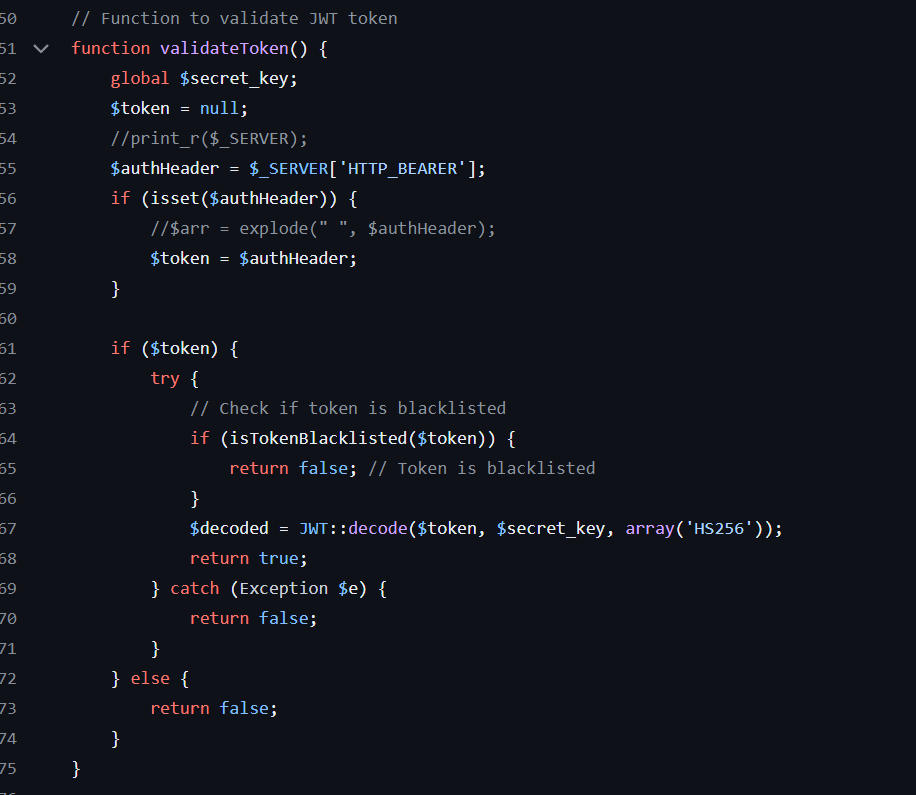 50 // Function to validate JWT token
51 function validateToken() {
52 global $secret_key;
53 $token = null;
54 //print_r($_SERVER);
55 $authHeader = $_SERVER['HTTP_BEARER'];
56 if (isset($authHeader)) {
57 //$arr = explode(" ", $authHeader);
58 $token = $authHeader;
59 }
60
61 if ($token) {
62 try {
63 // Check if token is blacklisted
64 if (isTokenBlacklisted($token)) {
65 return false; // Token is blacklisted
66 }
67 $decoded = JWT::decode($token, $secret_key, array('HS256'));
68 return true;
69 } catch (Exception $e) {
70 return false;
71 }
72 } else {
73 return false;
74 }
75 }